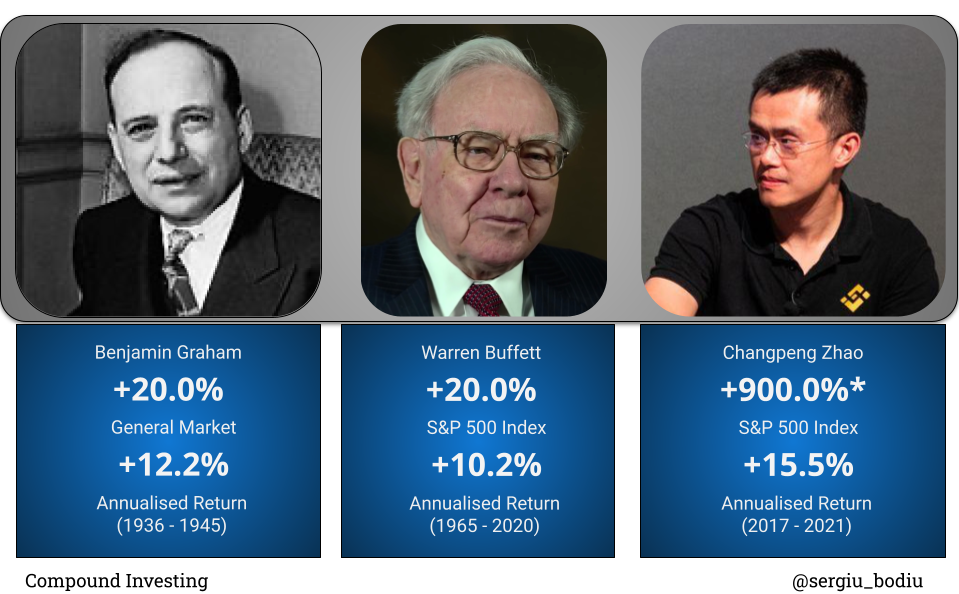 Benjamin Graham
+20.0%
General Market
+12.2%
Annualised Return
(1936 - 1945)
Warren Buffett
+20.0%
S&P 500 Index
+10.2%
Annualised Return
(1965 - 2020)
Changpeng Zhao
+900.0%*
S&P 500 Index
+15.5%
Annualised Return
(2017 - 2021)
Compound Investing
@sergiu_bodiu